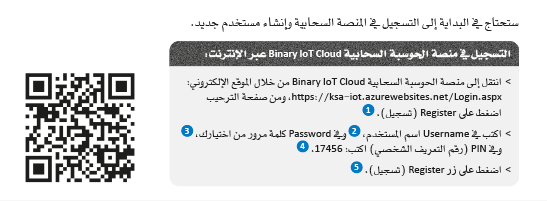 ستحتاج في البداية إلى التسجيل في المنصة السحابية وإنشاء مستخدم جديد.
التسجيل في منصة الحوسبة السحابية Binary IoT Cloud عبر الإنترنت:
< انتقل إلى منصة الحوسبة السحابية Binary IoT Cloud من خلال الموقع الإلكتروني:
https://ksa-iot.azurewebsites.net/Login.aspx، ومن صفحة الترحيب
اضغط على Register (تسجيل). 1
< اكتب في Username اسم المستخدم، 2 وفي Password كلمة مرور من اختيارك، 3
وفي PIN (رقم التعريف الشخصي) اكتب: 17456. 4
< اضغط على زر Register (تسجيل). 5